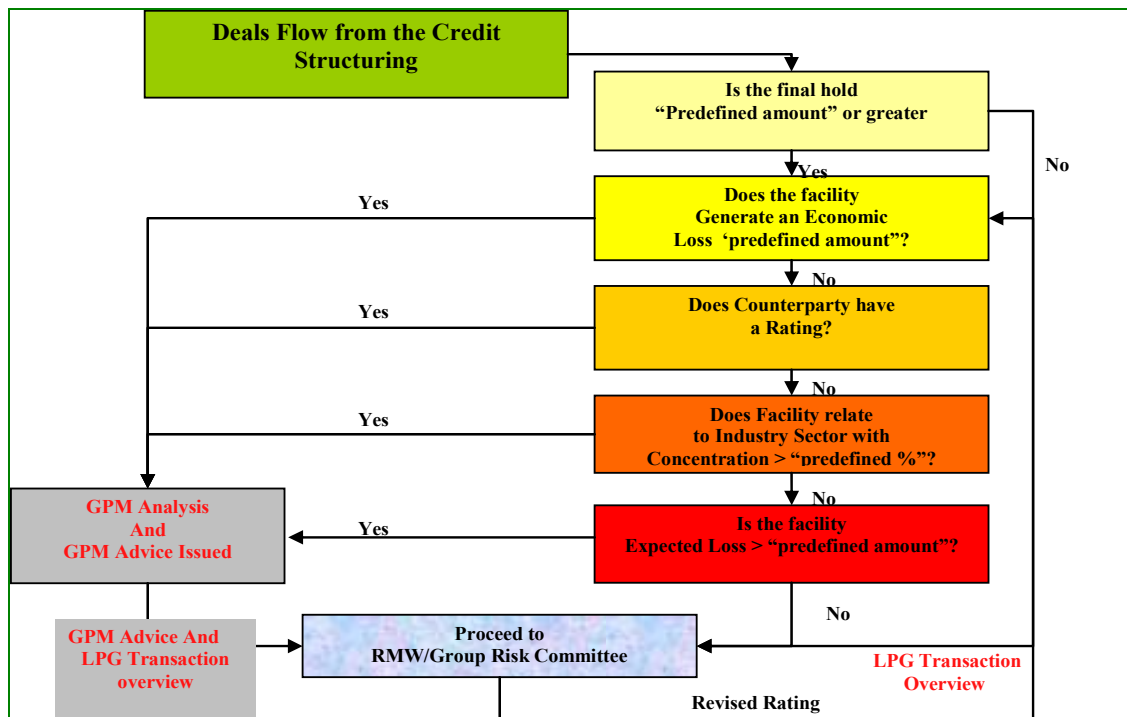 Deals Flow from the Credit
Structuring
Is the final hold
“Predefined amount” or greater
No
Yes
Does the facility
Generate an Economic
Loss ‘predefined amount”?
Yes
No
Does Counterparty have
a Rating?
Yes
No
Does Facility relate
to Industry Sector with
Concentration > “predefined %”?
Yes
No
GPM Analysis
And
GPM Advice Issued
Yes
Is the facility
Expected Loss > “predefined amount”?
No
GPM Advice And
LPG Transaction
overview
Proceed to
RMW/Group Risk Committee
LPG Transaction
Overview
Revised Rating